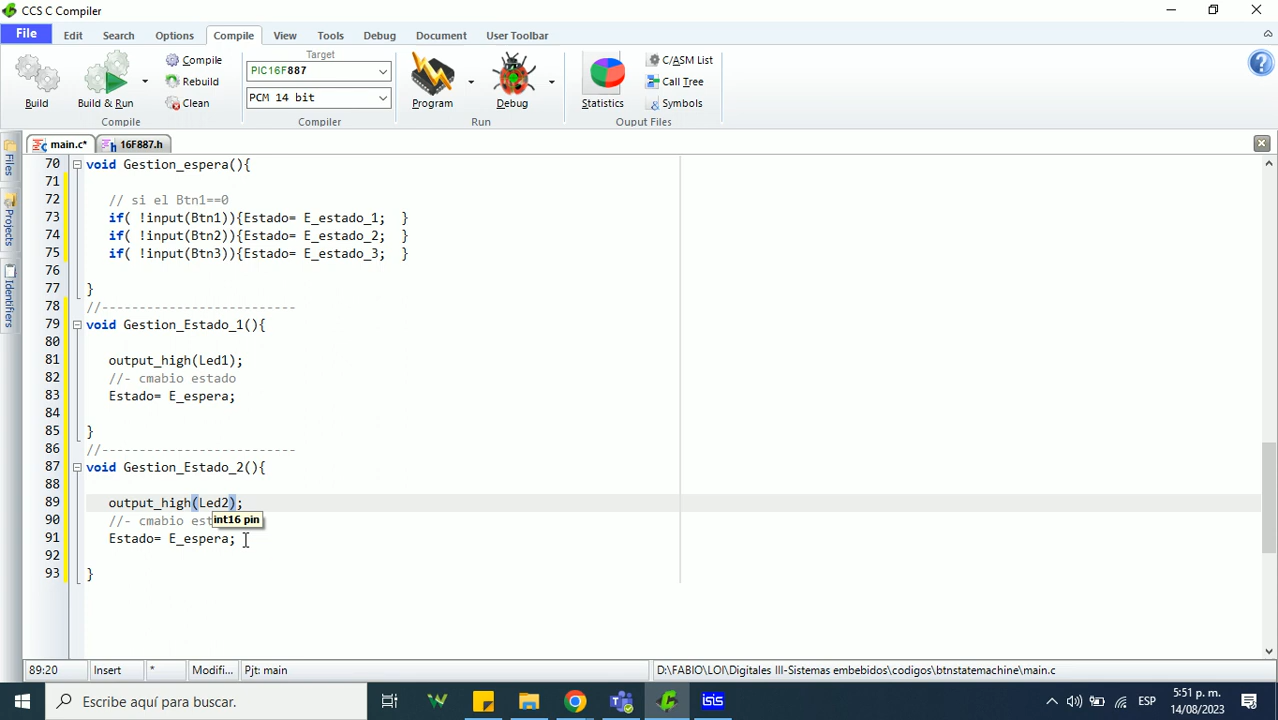 CCS C Compiler
File Edit Search Options Compile View Tools Debug Document User Toolbar
Target
Build
Build & Run
Compile
Rebuild
Clean
PIC16F887
PCM 14 bit
Program
Debug
Statistics
C/ASM List
Call Tree
Symbols
Compile Compiler Run Ouput Files
main.c* 16F887.h
Files
Projects
Identifiers
70 void Gestion_espera(){
71
72 // si el Btn1==0
73 if( !input(Btn1)){Estado= E_estado_1; }
74 if( !input(Btn2)){Estado= E_estado_2; }
75 if( !input(Btn3)){Estado= E_estado_3; }
76
77 }
78 //--------------------------
79 void Gestion_Estado_1(){
80
81 output_high(Led1);
82 //- cmabio estado
83 Estado= E_espera;
84
85 }
86 //--------------------------
87 void Gestion_Estado_2(){
88
89 output_high(Led2);
int16 pin
90 //- cmabio est
91 Estado= E_espera;
92
93 }
89:20 Insert * Modifi... Pjt: main D:\FABIO\LOI\Digitales III-Sistemas embebidos\codigos\btnstatemachine\main.c
Escribe aquí para buscar.
isis
ESP
5:51 p. m.
14/08/2023